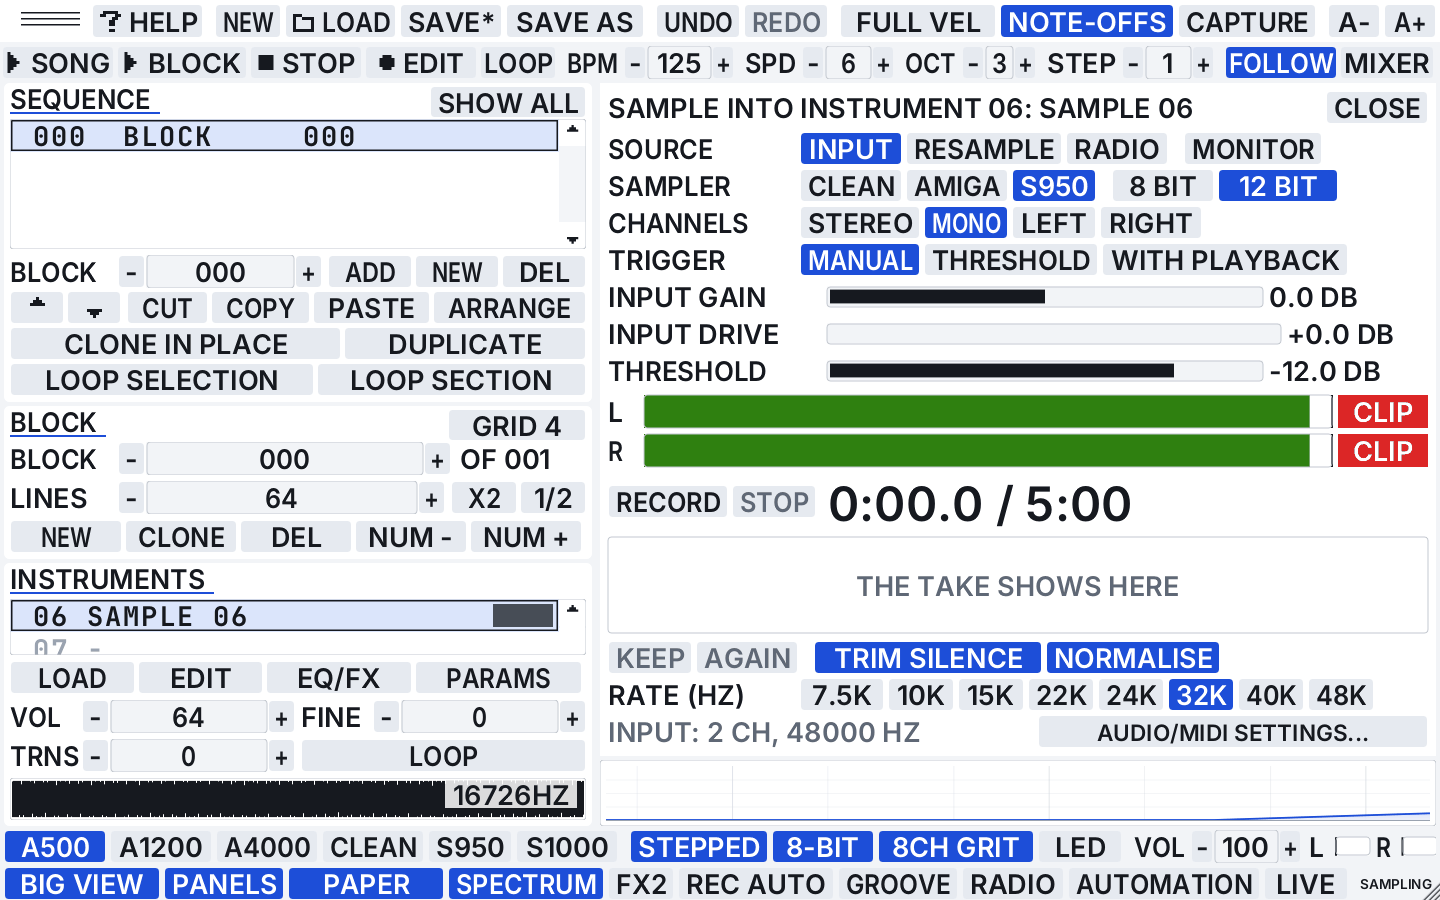 ? HELP NEW LOAD SAVE* SAVE AS UNDO REDO FULL VEL NOTE-OFFS CAPTURE A- A+
SONG BLOCK STOP EDIT LOOP BPM - 125 + SPD - 6 + OCT - 3 + STEP - 1 + FOLLOW MIXER
SEQUENCE SHOW ALL
000 BLOCK 000
BLOCK - 000 + ADD NEW DEL
CUT COPY PASTE ARRANGE
CLONE IN PLACE DUPLICATE
LOOP SELECTION LOOP SECTION
BLOCK GRID 4
BLOCK - 000 + OF 001
LINES - 64 + X2 1/2
NEW CLONE DEL NUM - NUM +
INSTRUMENTS
06 SAMPLE 06
07 -
LOAD EDIT EQ/FX PARAMS
VOL - 64 + FINE - 0 +
TRNS - 0 + LOOP
16726HZ
SAMPLE INTO INSTRUMENT 06: SAMPLE 06 CLOSE
SOURCE INPUT RESAMPLE RADIO MONITOR
SAMPLER CLEAN AMIGA S950 8 BIT 12 BIT
CHANNELS STEREO MONO LEFT RIGHT
TRIGGER MANUAL THRESHOLD WITH PLAYBACK
INPUT GAIN 0.0 DB
INPUT DRIVE +0.0 DB
THRESHOLD -12.0 DB
L CLIP
R CLIP
RECORD STOP 0:00.0 / 5:00
THE TAKE SHOWS HERE
KEEP AGAIN TRIM SILENCE NORMALISE
RATE (HZ) 7.5K 10K 15K 22K 24K 32K 40K 48K
INPUT: 2 CH, 48000 HZ AUDIO/MIDI SETTINGS...
A500 A1200 A4000 CLEAN S950 S1000 STEPPED 8-BIT 8CH GRIT LED VOL - 100 + L R
BIG VIEW PANELS PAPER SPECTRUM FX2 REC AUTO GROOVE RADIO AUTOMATION LIVE SAMPLING